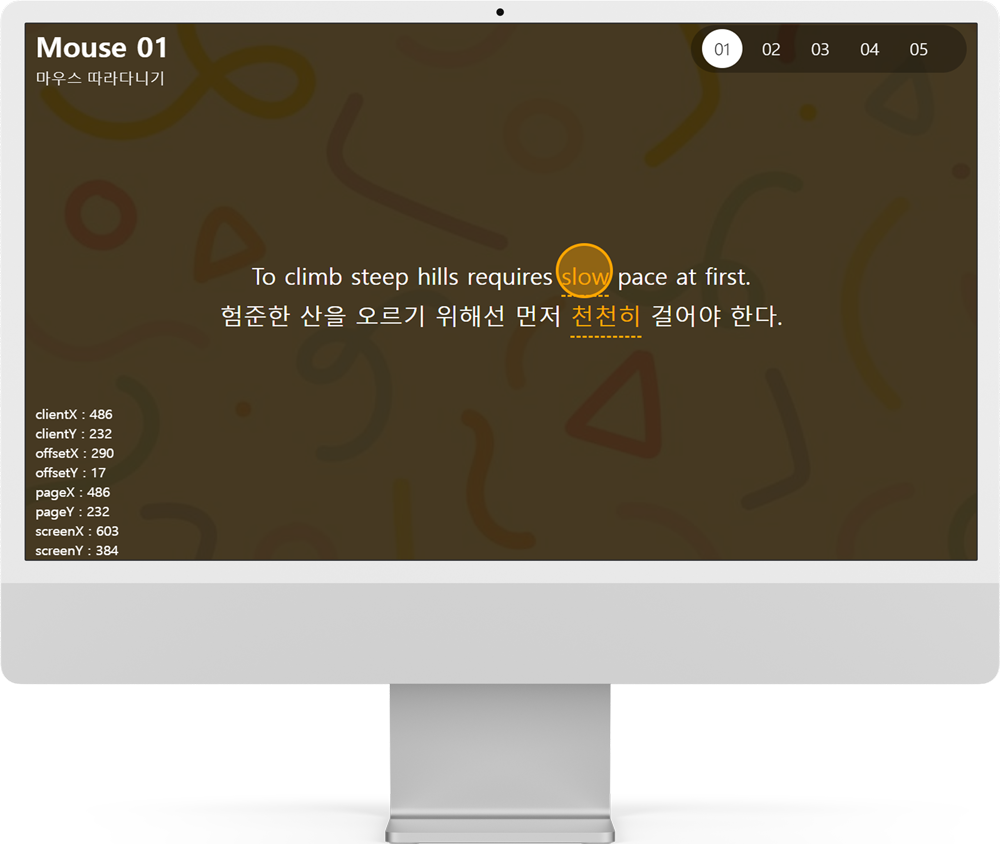 Mouse 01
마우스 따라다니기
01 02 03 04 05
To climb steep hills requires slow pace at first.
험준한 산을 오르기 위해선 먼저 천천히 걸어야 한다.
clientX : 486
clientY : 232
offsetX : 290
offsetY : 17
pageX : 486
pageY : 232
screenX : 603
screenY : 384